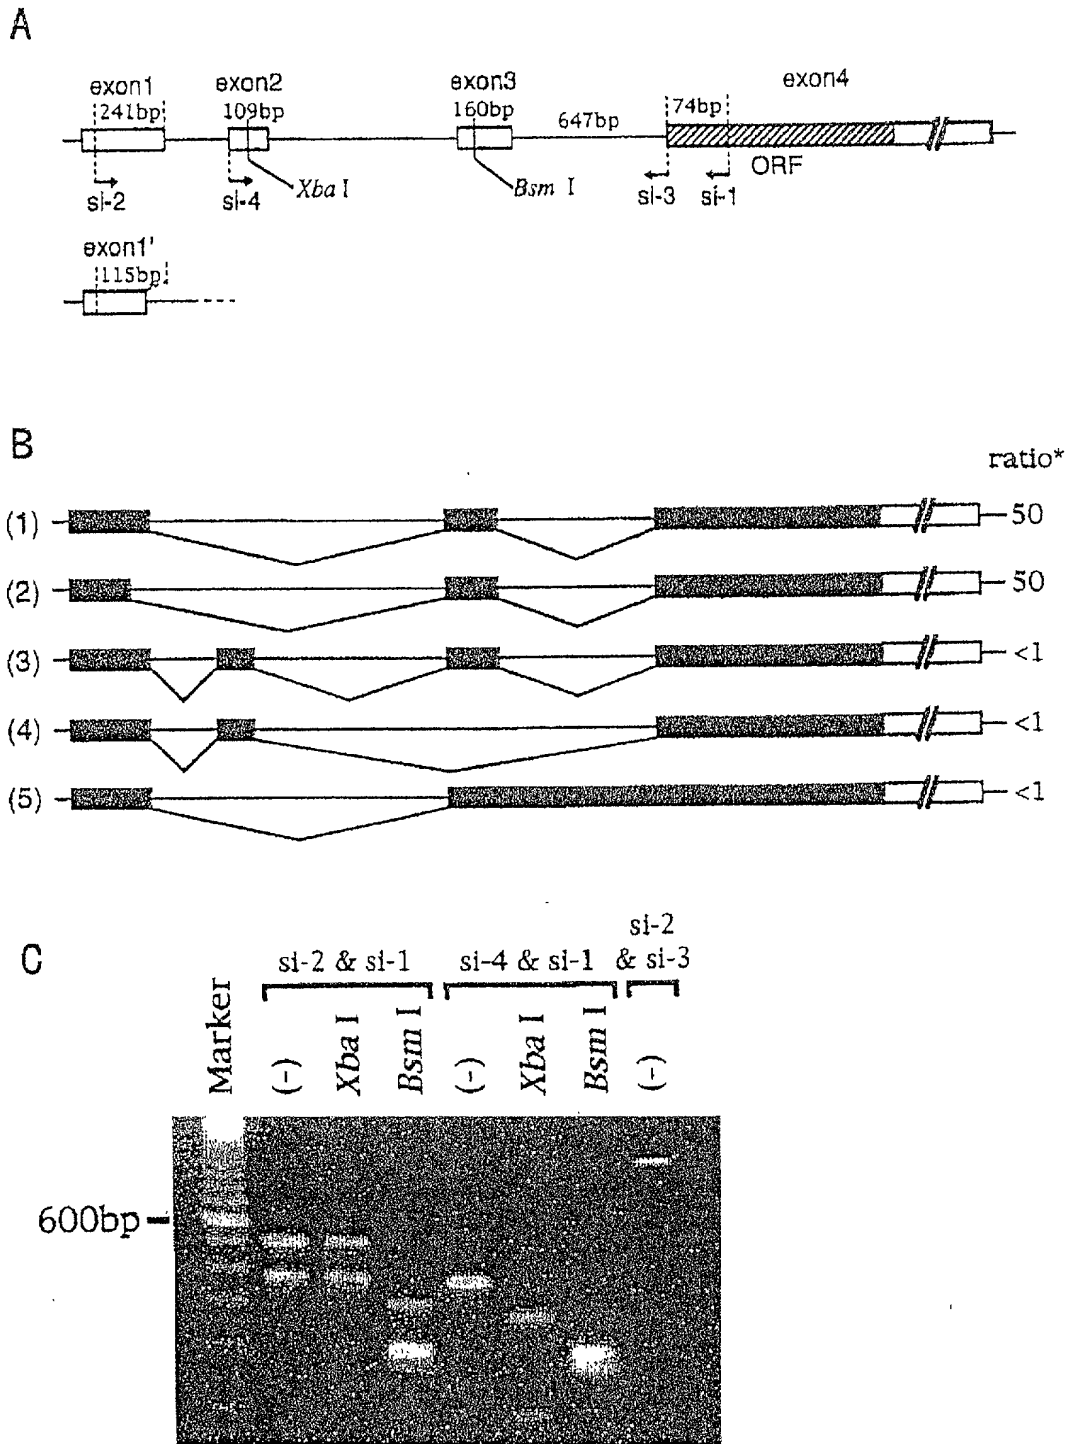 A
exon1
exon2
exon3
exon4
241bp
109bp
160bp
647bp
74bp
ORF
si-2
si-4
Xba I
Bsm I
si-3
si-1
exon1'
115bp
B
ratio*
(1)
50
(2)
50
(3)
<1
(4)
<1
(5)
<1
C
si-2 & si-1
si-4 & si-1
si-2
& si-3
Marker
(-)
Xba I
Bsm I
(-)
Xba I
Bsm I
(-)
600bp